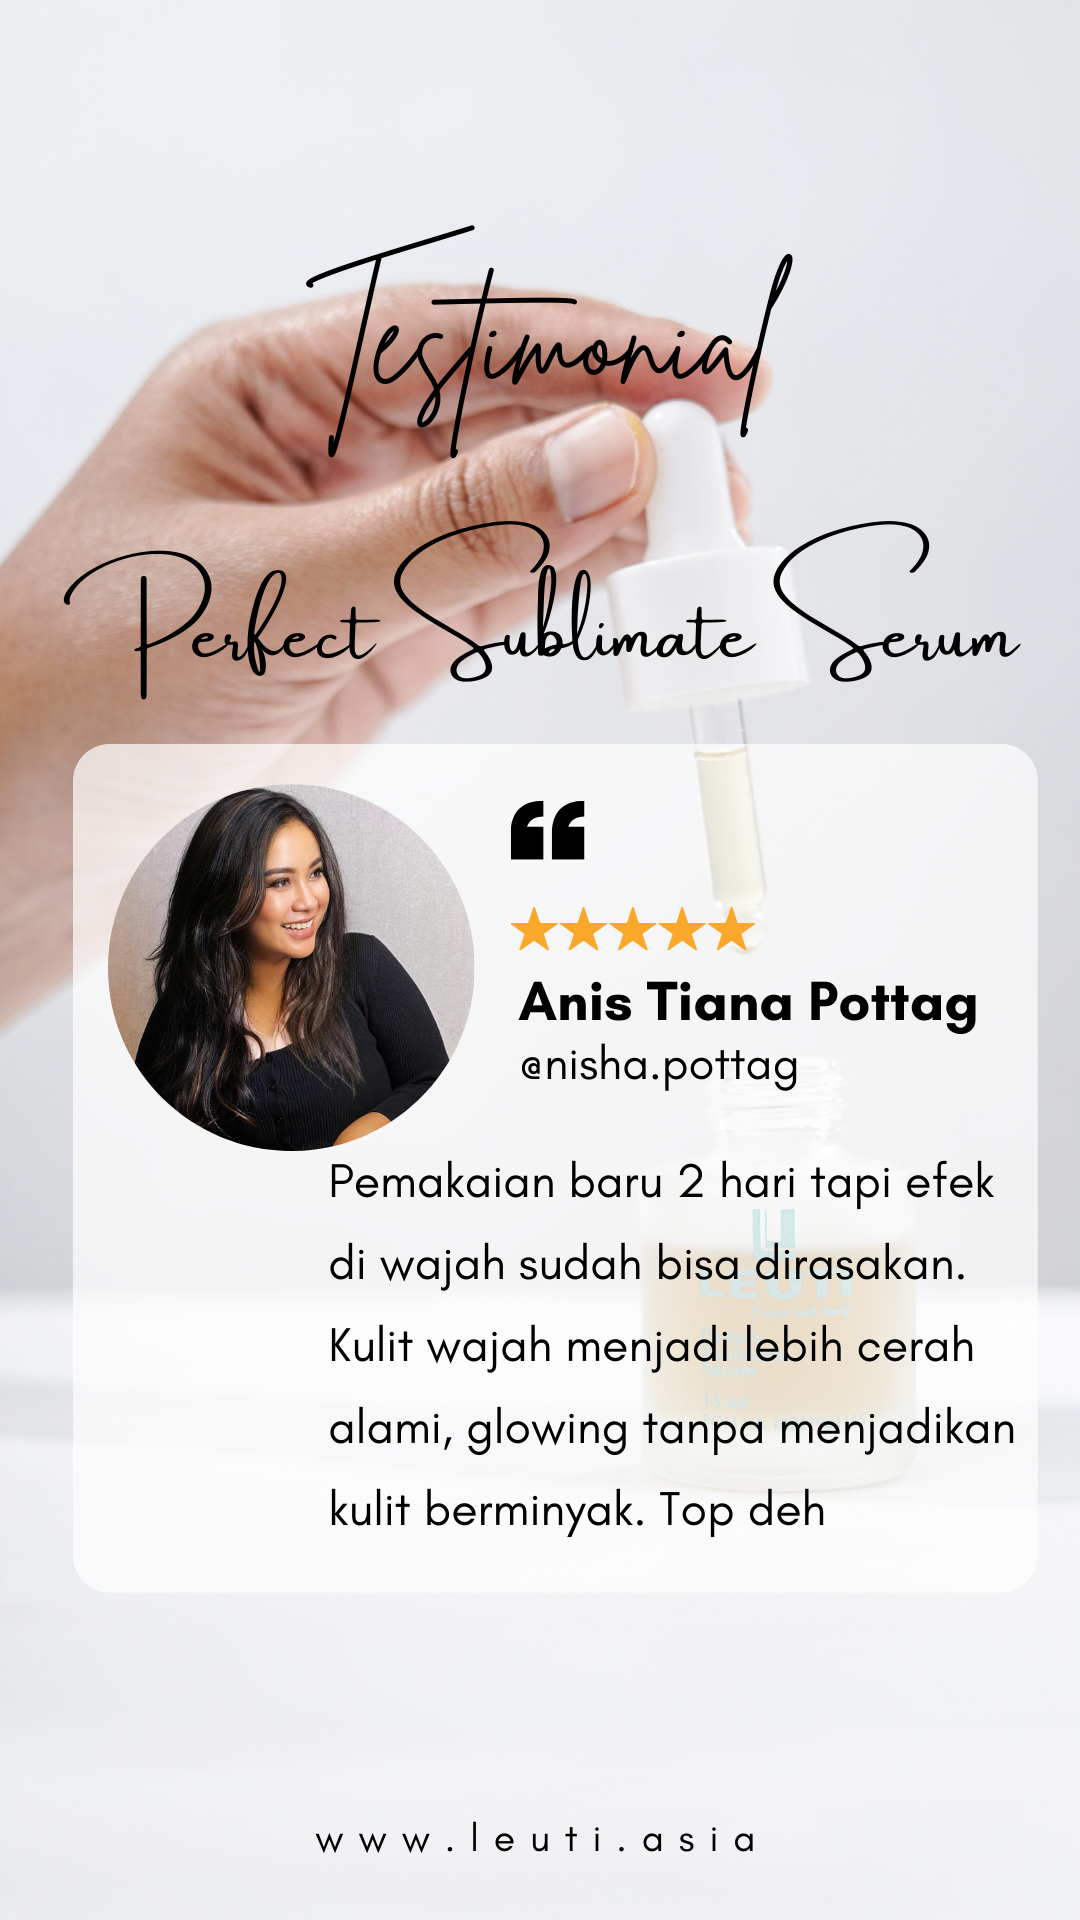 Testimonial
Perfect Sublimate Serum
Anis Tiana Pottag
@nisha.pottag
Pemakaian baru 2 hari tapi efek
di wajah sudah bisa dirasakan.
Kulit wajah menjadi lebih cerah
alami, glowing tanpa menjadikan
kulit berminyak. Top deh
LEUTI
www.leuti.asia